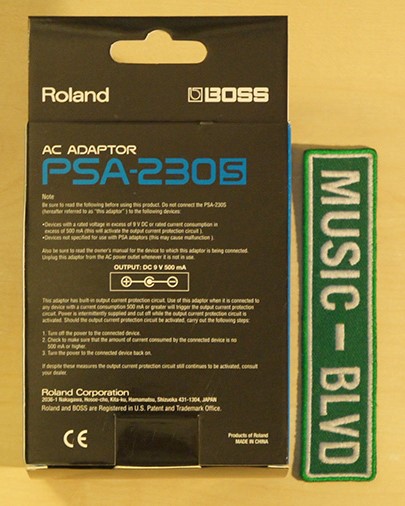 Roland BOSS
AC ADAPTOR
PSA-230S
Note
Be sure to read the following before using this product. Do not connect the PSA-230S
(hereafter referred to as "this adaptor") to the following devices
•Devices with a rated voltage in excess of 9 V DC or rated current consumption in
excess of 500 mA (this will activate the output current protection circuit).
•Devices not specified for use with PSA adaptors (this may cause malfunction).
Also be sure to read the owner's manual for the device to which this adaptor is being connected.
Unplug this adaptor from the AC power outlet whenever it is not in use.
OUTPUT: DC 9 V 500 mA
This adaptor has built-in output current protection circuit. Use of this adaptor when it is connected to
any device with a current consumption 500 mA or greater will trigger the output current protection
circuit. Power is intermittently supplied and cut off while the output current protection circuit is
activated. Should the output current protection circuit be activated, carry out the following steps:
1. Turn off the power to the connected device.
2. Check to make sure that the amount of current consumed by the connected device is no
500 mA or higher.
3. Turn the power to the connected device back on.
If despite these measures the output current protection circuit still continues to be activated, consult
your dealer.
Roland Corporation
2036-1 Nakagawa, Hosoe-cho, Kita-ku, Hamamatsu, Shizuoka 431-1304, JAPAN
Roland and BOSS are Registered in U.S. Patent and Trademark Office.
CE
Products of Roland
MADE IN CHINA
MUSIC - BLVD